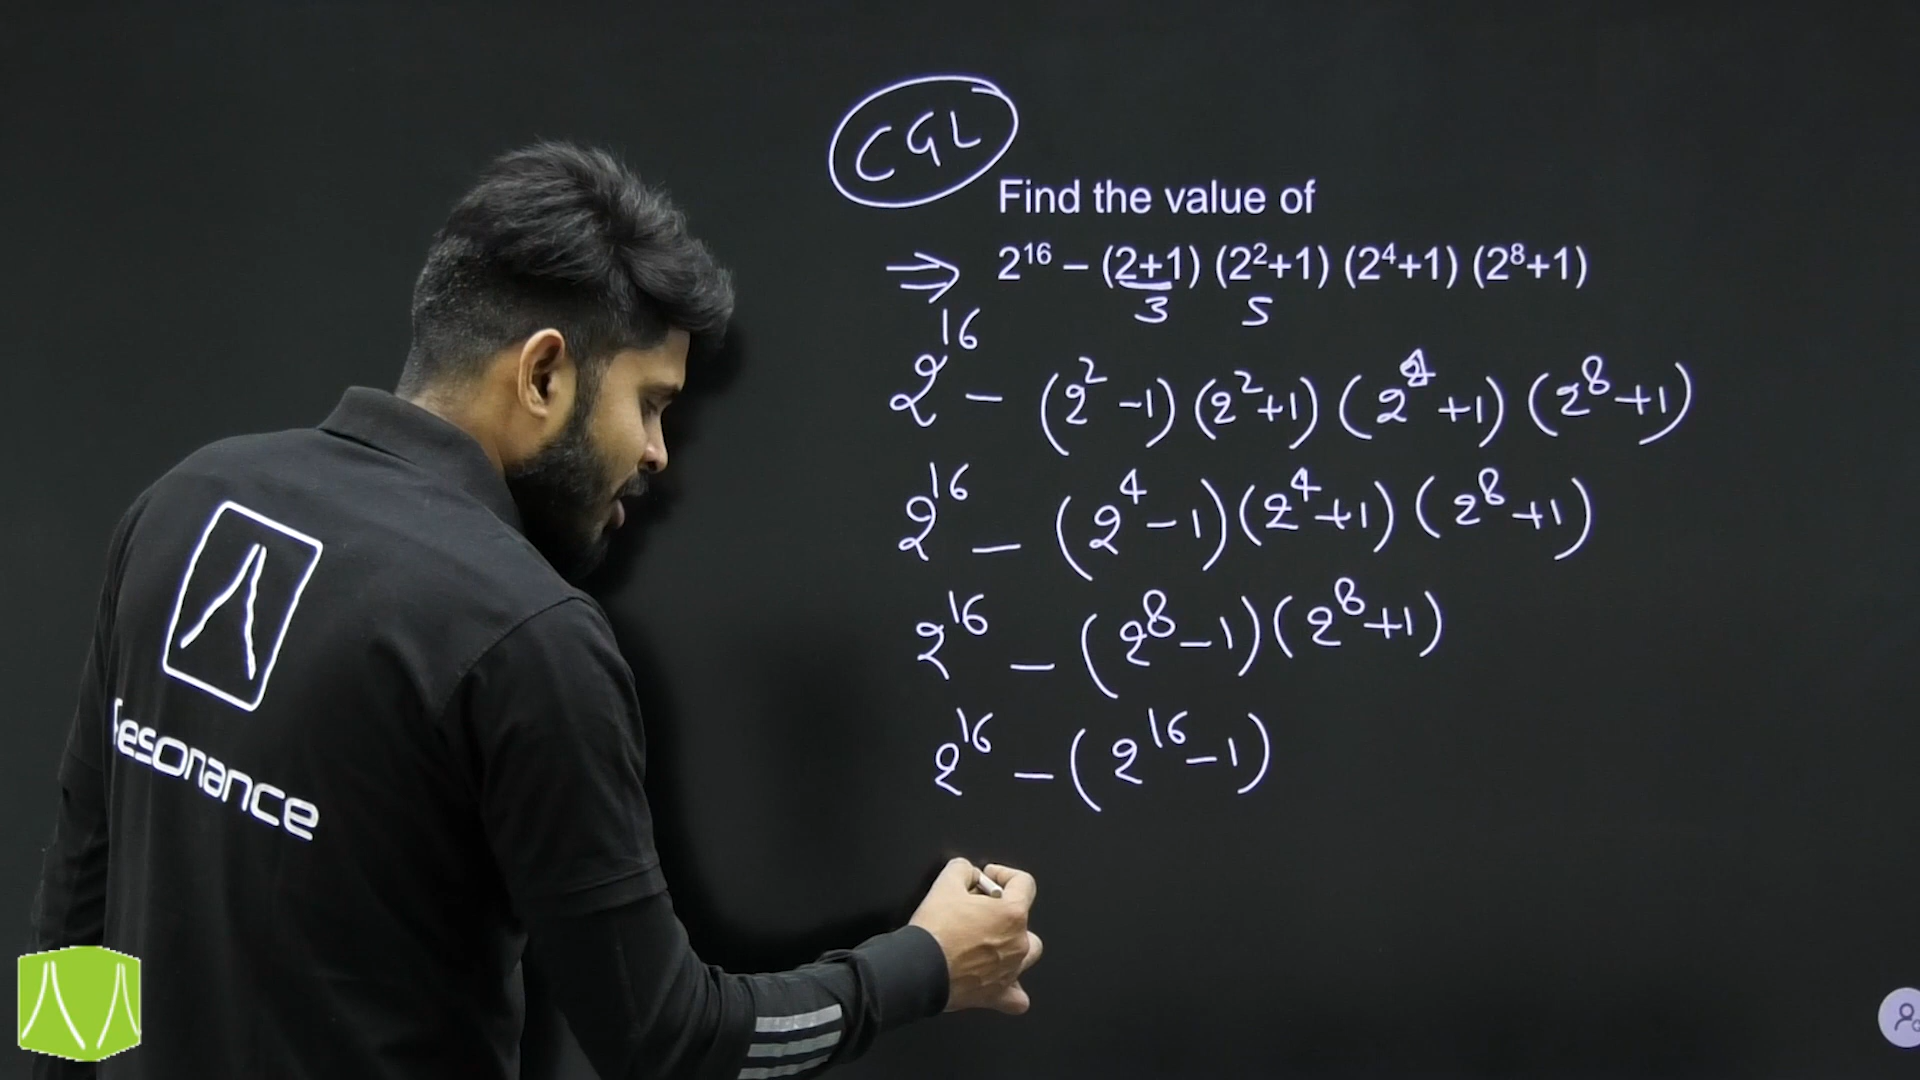 CGL
Find the value of
⇒ 2¹⁶ – (2+1) (2²+1) (2⁴+1) (2⁸+1)
3 5
2¹⁶ – (2²-1) (2²+1) (2⁴+1) (2⁸+1)
2¹⁶ – (2⁴-1) (2⁴+1) (2⁸+1)
2¹⁶ – (2⁸-1) (2⁸+1)
2¹⁶ – (2¹⁶-1)
Resonance